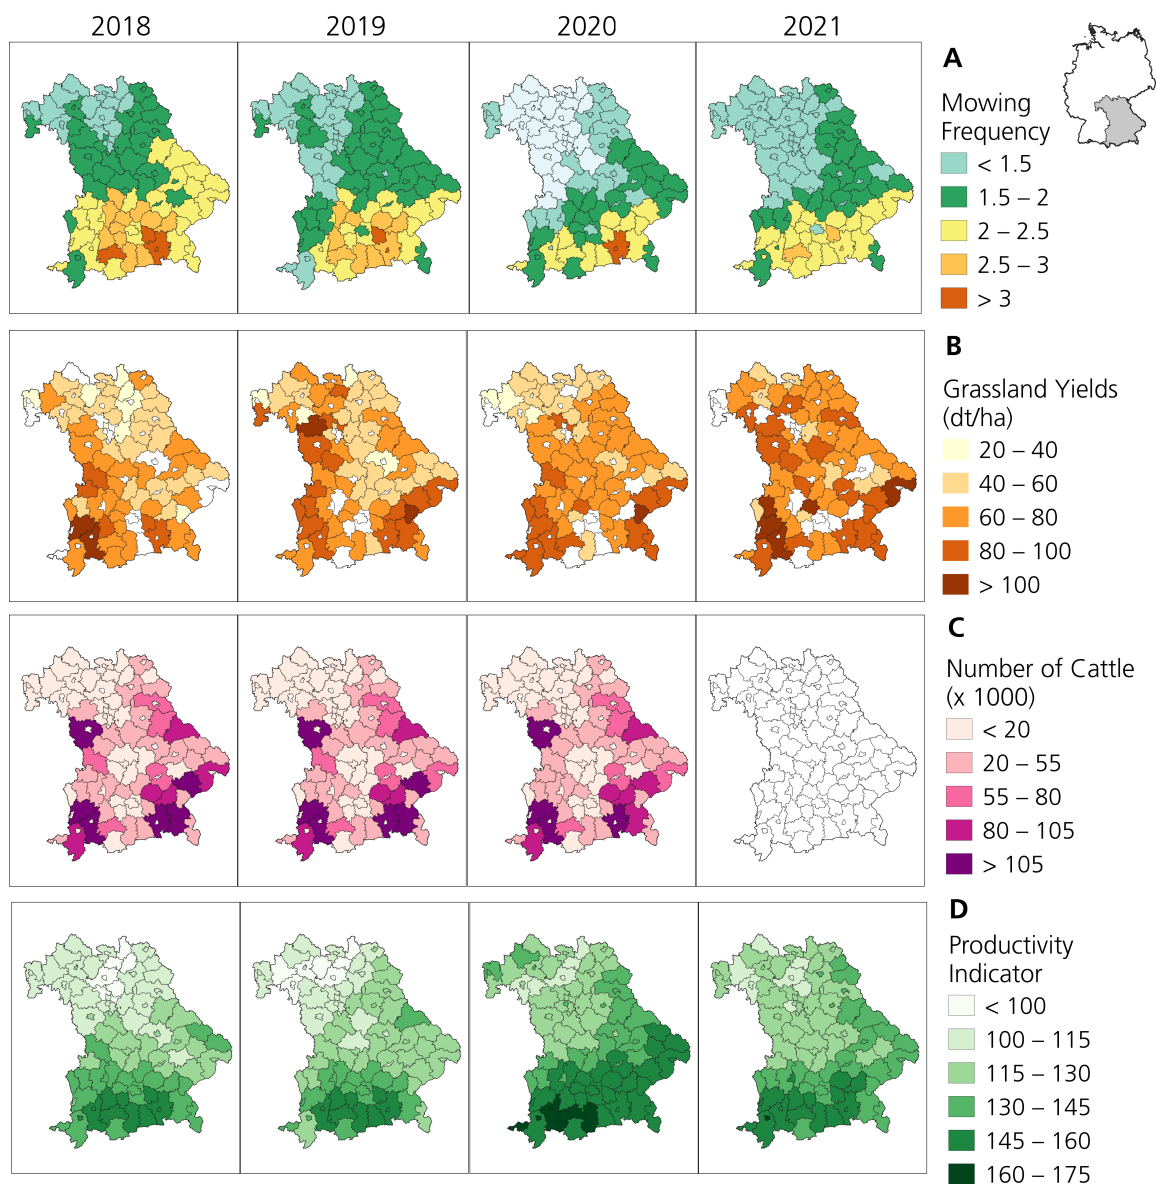 2018 2019 2020 2021
A
Mowing
Frequency
< 1.5
1.5 – 2
2 – 2.5
2.5 – 3
> 3
B
Grassland Yields
(dt/ha)
20 – 40
40 – 60
60 – 80
80 – 100
> 100
C
Number of Cattle
(x 1000)
< 20
20 – 55
55 – 80
80 – 105
> 105
D
Productivity
Indicator
< 100
100 – 115
115 – 130
130 – 145
145 – 160
160 – 175